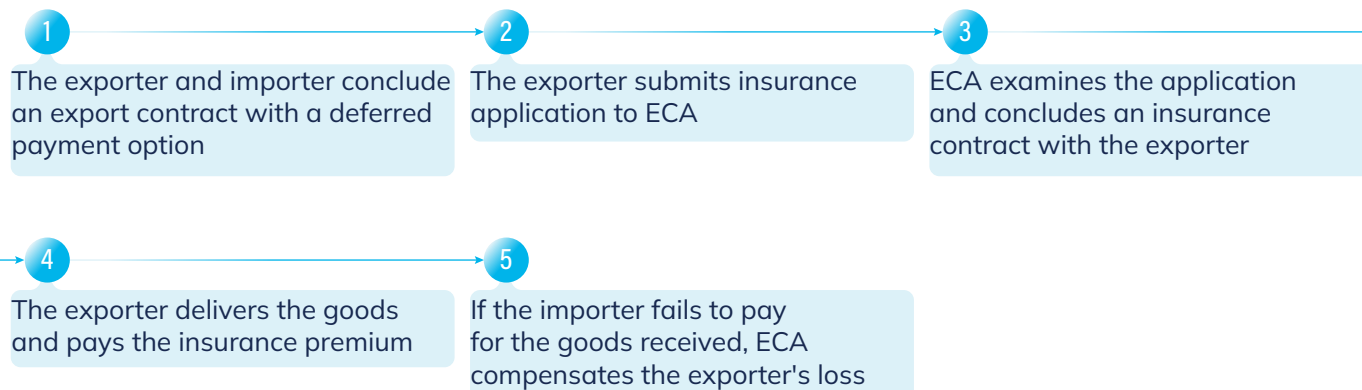 1
The exporter and importer conclude
an export contract with a deferred
payment option
2
The exporter submits insurance
application to ECA
3
ECA examines the application
and concludes an insurance
contract with the exporter
4
The exporter delivers the goods
and pays the insurance premium
5
If the importer fails to pay
for the goods received, ECA
compensates the exporter's loss